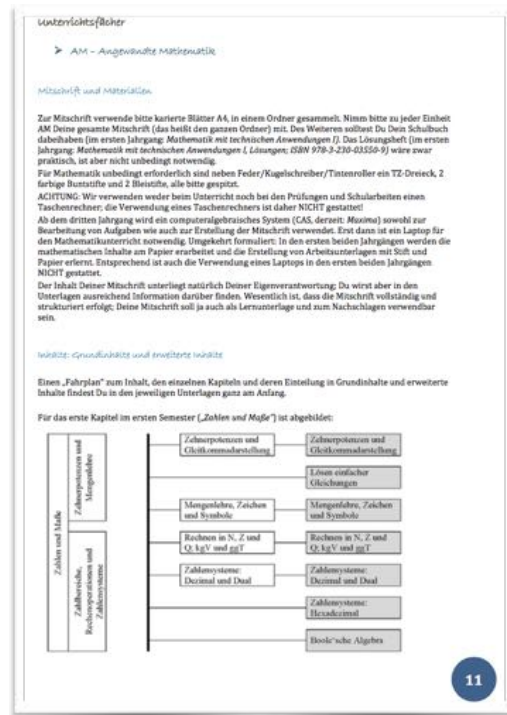 Unterrichtsfächer
➤ AM – Angewandte Mathematik
Mitschrift und Materialien
Zur Mitschrift verwende bitte karierte Blätter A4, in einem Ordner gesammelt. Nimm bitte zu jeder Einheit
AM Deine gesamte Mitschrift (das heißt den ganzen Ordner) mit. Des Weiteren solltest Du Dein Schulbuch
dabeihaben (im ersten Jahrgang: Mathematik mit technischen Anwendungen I). Das Lösungsheft (im ersten
Jahrgang: Mathematik mit technischen Anwendungen I, Lösungen; ISBN 978-3-230-03550-9) wäre zwar
praktisch, ist aber nicht unbedingt notwendig.
Für Mathematik unbedingt erforderlich sind neben Feder/Kugelschreiber/Tintenroller ein TZ-Dreieck, 2
farbige Buntstifte und 2 Bleistifte, alle bitte gespitzt.
ACHTUNG: Wir verwenden weder beim Unterricht noch bei den Prüfungen und Schularbeiten einen
Taschenrechner; die Verwendung eines Taschenrechners ist daher NICHT gestattet!
Ab dem dritten Jahrgang wird ein computeralgebraisches System (CAS, derzeit: Maxima) sowohl zur
Bearbeitung von Aufgaben wie auch zur Erstellung der Mitschrift verwendet. Erst dann ist ein Laptop für
den Mathematikunterricht notwendig. Umgekehrt formuliert: In den ersten beiden Jahrgängen werden die
mathematischen Inhalte am Papier erarbeitet und die Erstellung von Arbeitsunterlagen mit Stift und
Papier erlernt. Entsprechend ist auch die Verwendung eines Laptops in den ersten beiden Jahrgängen
NICHT gestattet.
Der Inhalt Deiner Mitschrift unterliegt natürlich Deiner Eigenverantwortung; Du wirst aber in den
Unterlagen ausreichend Information darüber finden. Wesentlich ist, dass die Mitschrift vollständig und
strukturiert erfolgt; Deine Mitschrift soll ja auch als Lernunterlage und zum Nachschlagen verwendbar
sein.
Inhalte: Grundinhalte und erweiterte Inhalte
Einen „Fahrplan" zum Inhalt, den einzelnen Kapiteln und deren Einteilung in Grundinhalte und erweiterte
Inhalte findest Du in den jeweiligen Unterlagen ganz am Anfang.
Für das erste Kapitel im ersten Semester („Zahlen und Maße") ist abgebildet:
Zahlen und Maße
Zehnerpotenzen und
Mengenlehre
Zahlbereiche,
Rechenoperationen und
Zahlensysteme
Zehnerpotenzen und
Gleitkommadarstellung
Zehnerpotenzen und
Gleitkommadarstellung
Lösen einfacher
Gleichungen
Mengenlehre, Zeichen
und Symbole
Mengenlehre, Zeichen
und Symbole
Rechnen in N, Z und
Q; kgV und ggT
Rechnen in N, Z und
Q; kgV und ggT
Zahlensysteme:
Dezimal und Dual
Zahlensysteme:
Dezimal und Dual
Zahlensysteme:
Hexadezimal
Boole'sche Algebra
11